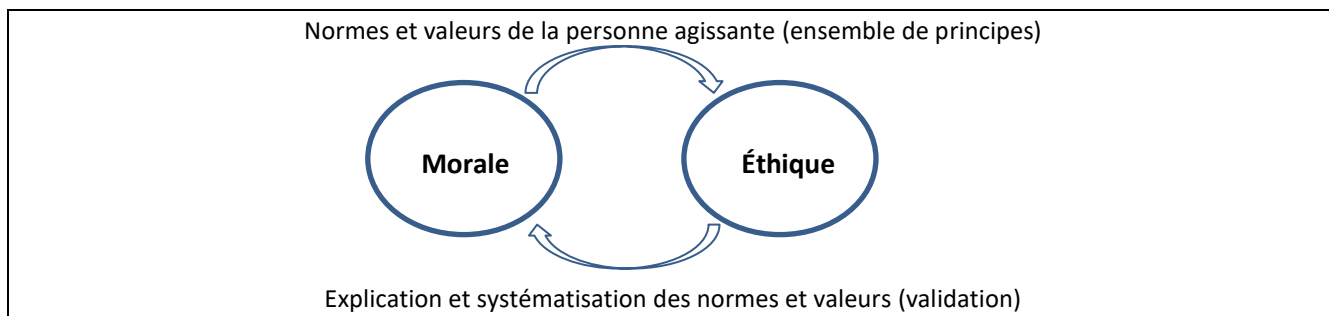 Normes et valeurs de la personne agissante (ensemble de principes)
Morale
Éthique
Explication et systématisation des normes et valeurs (validation)